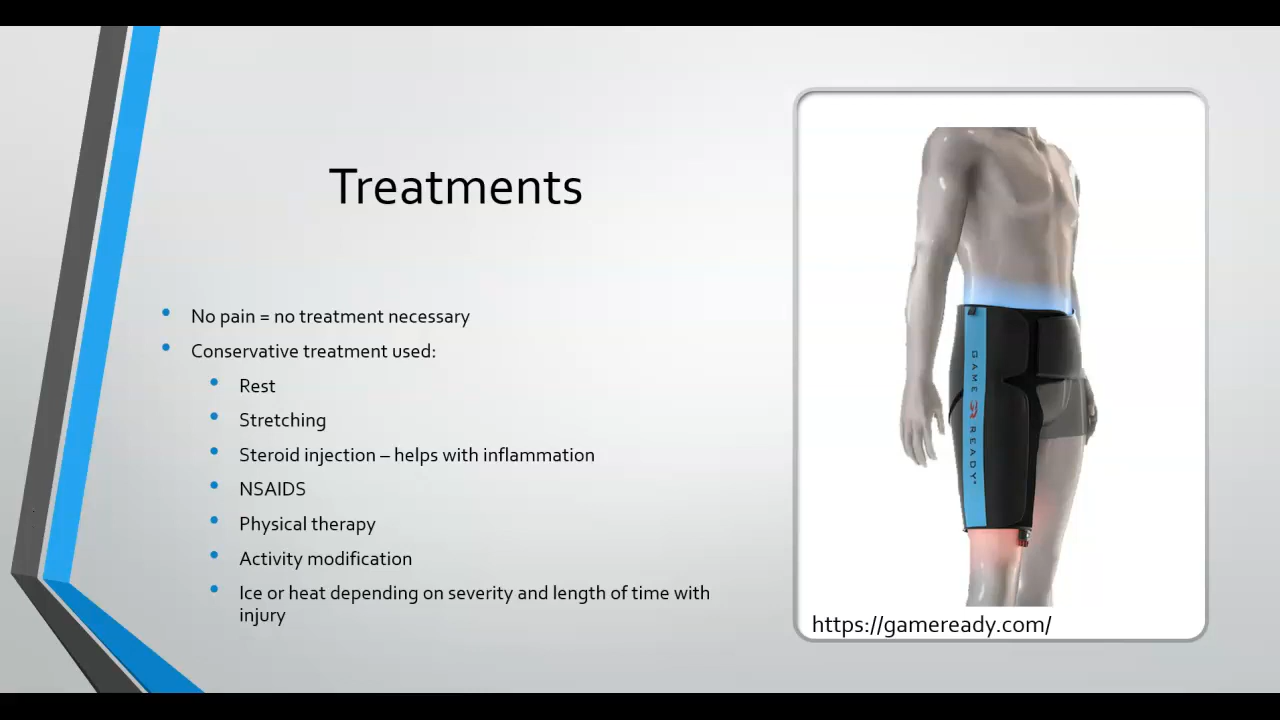 Treatments
No pain = no treatment necessary
Conservative treatment used:
Rest
Stretching
Steroid injection – helps with inflammation
NSAIDS
Physical therapy
Activity modification
Ice or heat depending on severity and length of time with
injury
GAME READY
https://gameready.com/